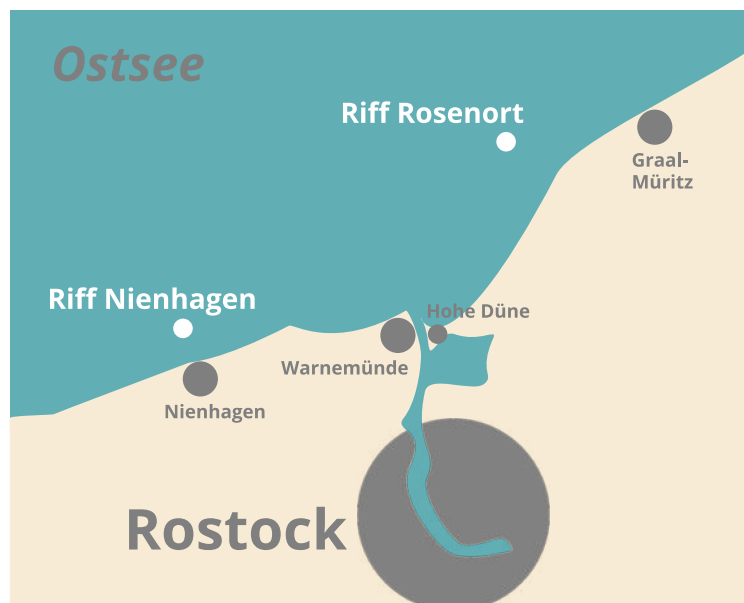 Ostsee
Riff Rosenort
Graal-
Müritz
Riff Nienhagen
Hohe Düne
Warnemünde
Nienhagen
Rostock